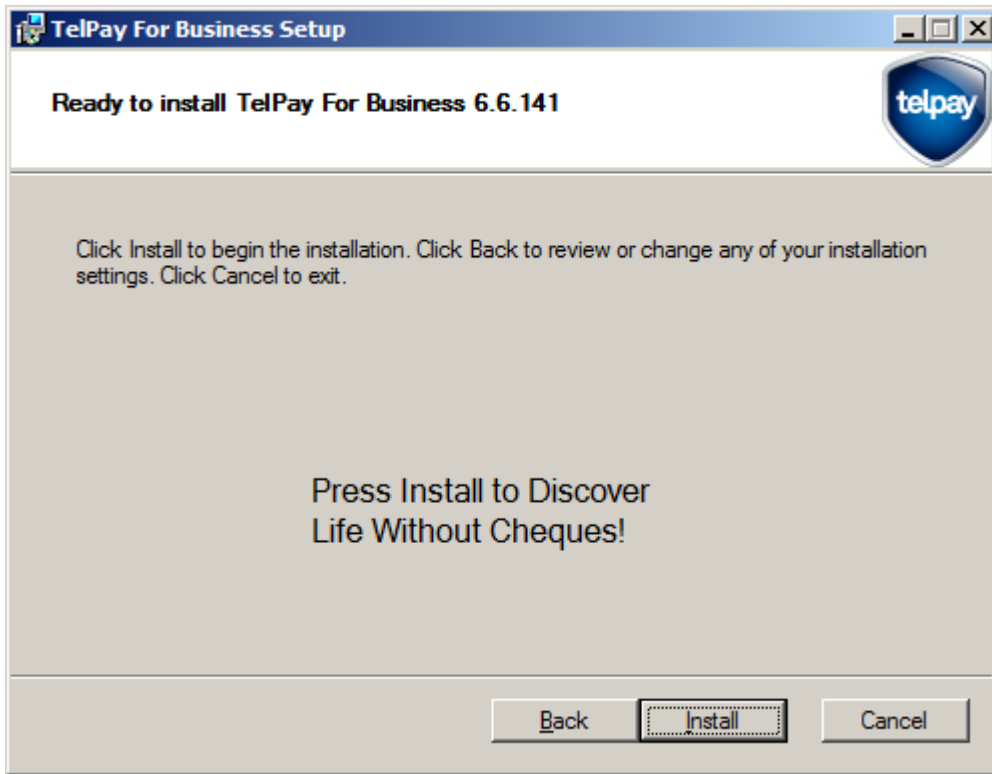 TelPay For Business Setup
Ready to install TelPay For Business 6.6.141
telpay
Click Install to begin the installation. Click Back to review or change any of your installation
settings. Click Cancel to exit.
Press Install to Discover
Life Without Cheques!
Back Install Cancel